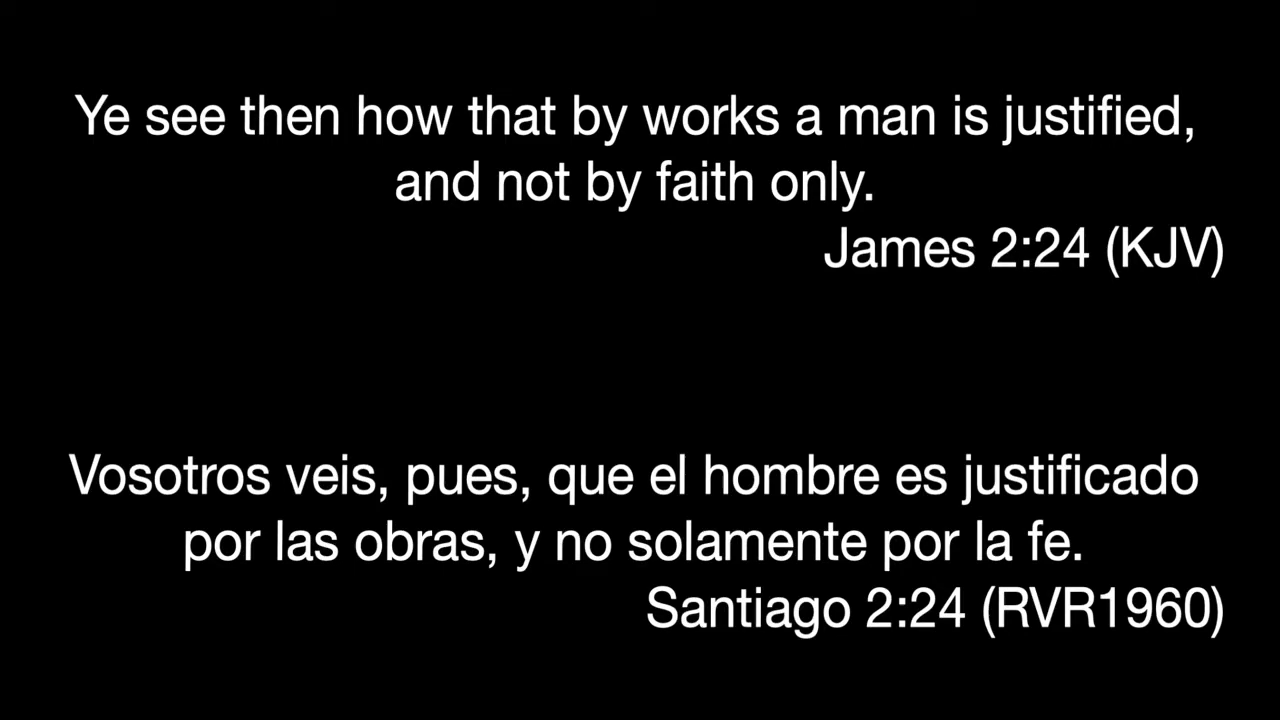 Ye see then how that by works a man is justified,
and not by faith only.
James 2:24 (KJV)
Vosotros veis, pues, que el hombre es justificado
por las obras, y no solamente por la fe.
Santiago 2:24 (RVR1960)